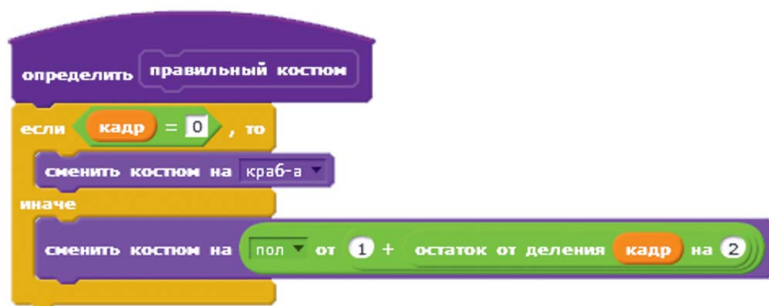 определить правильный костюм
если кадр = 0 , то
сменить костюм на краб-а
иначе
сменить костюм на пол от 1 + остаток от деления кадр на 2